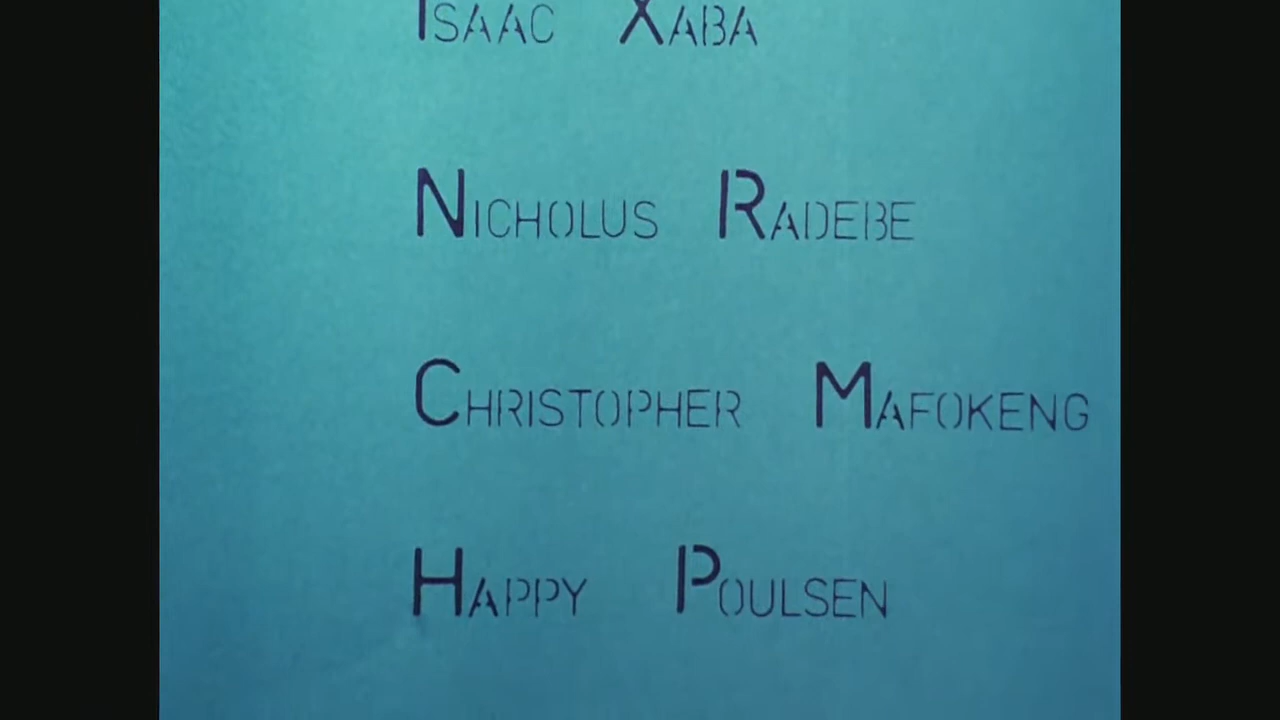 Isaac Xaba
Nicholus Radebe
Christopher Mafokeng
Happy Poulsen